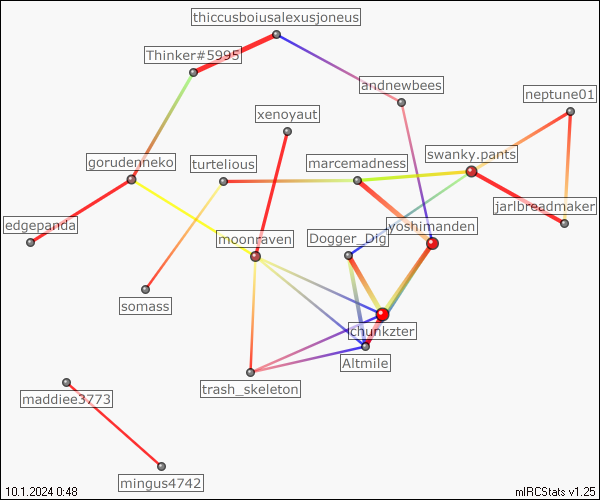 thiccusboiusalexusjoneus
Thinker#5995
andnewbees
neptune01
xenoyaut
gorudenneko
turtelious
marcemadness
swanky.pants
edgepanda
jarlbreadmaker
moonraven
Dogger_Dig
yoshimanden
somass
chunkzter
Altmile
trash_skeleton
maddiee3773
mingus4742
10.1.2024 0:48
mIRCStats v1.25